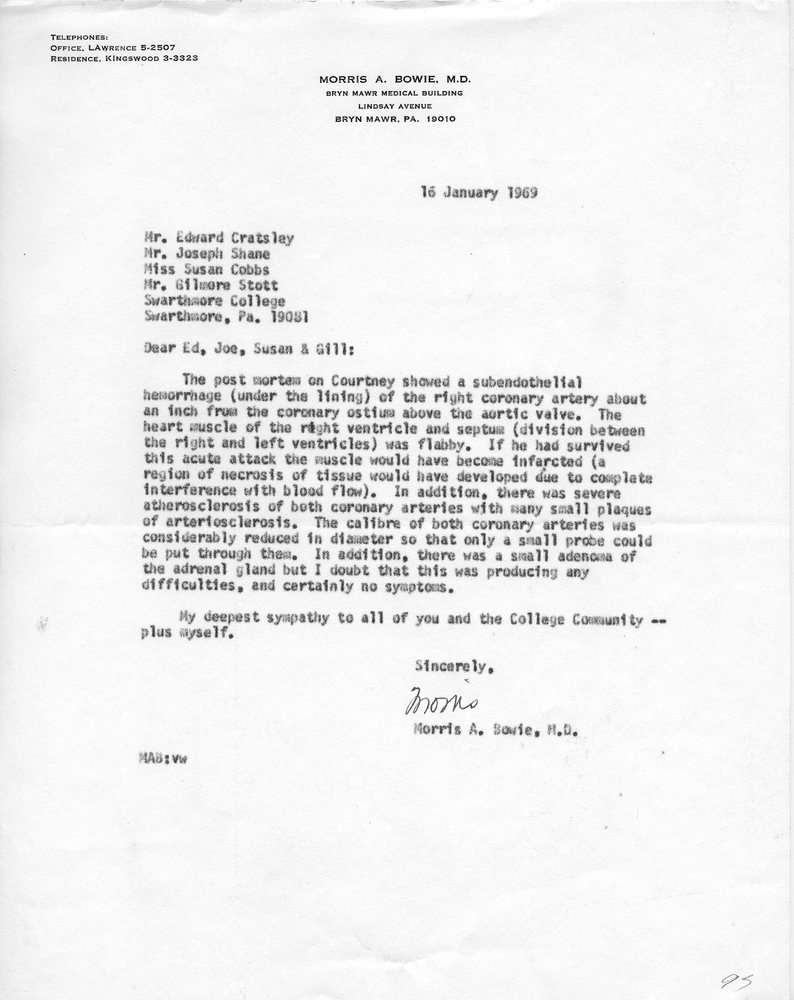 TELEPHONES:
OFFICE, LAWRENCE 5-2507
RESIDENCE, KINGSWOOD 3-3323
MORRIS A. BOWIE, M.D.
BRYN MAWR MEDICAL BUILDING
LINDSAY AVENUE
BRYN MAWR, PA. 19010
16 January 1969
Mr. Edward Cratsley
Mr. Joseph Shane
Miss Susan Cobbs
Mr. Gilmore Stott
Swarthmore College
Swarthmore, Pa. 19081
Dear Ed, Joe, Susan & Gill:
The post mortem on Courtney showed a subendothelial
hemorrhage (under the lining) of the right coronary artery about
an inch from the coronary ostium above the aortic valve. The
heart muscle of the right ventricle and septum (division between
the right and left ventricles) was flabby. If he had survived
this acute attack the muscle would have become infarcted (a
region of necrosis of tissue would have developed due to complete
interference with blood flow). In addition, there was severe
atherosclerosis of both coronary arteries with many small plaques
of arteriosclerosis. The calibre of both coronary arteries was
considerably reduced in diameter so that only a small probe could
be put through them. In addition, there was a small adenoma of
the adrenal gland but I doubt that this was producing any
difficulties, and certainly no symptoms.
My deepest sympathy to all of you and the College Community --
plus myself.
Sincerely,
Morris
Morris A. Bowie, M.D.
MAB:vw